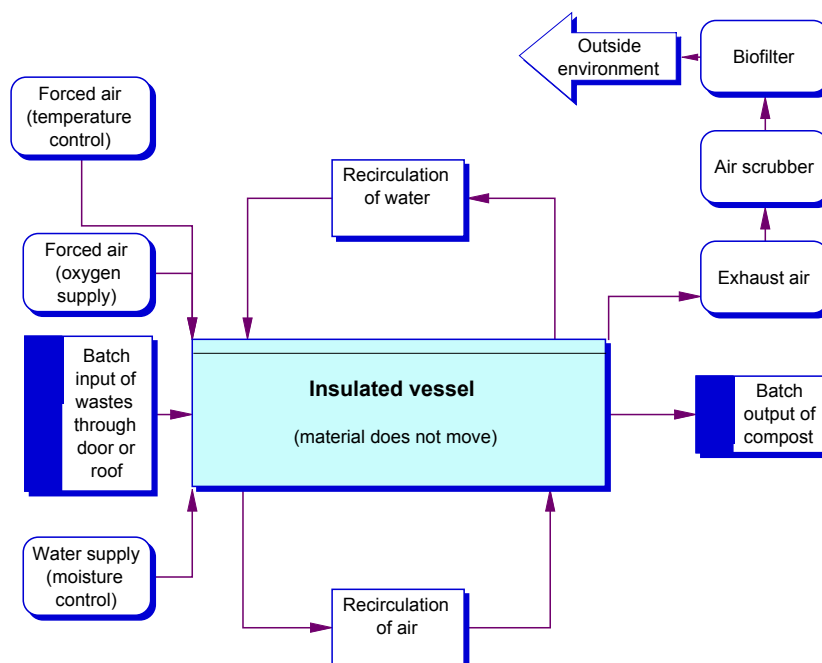 Outside
environment
Biofilter
Forced air
(temperature
control)
Recirculation
of water
Air scrubber
Forced air
(oxygen
supply)
Exhaust air
Batch
input of
wastes
through
door or
roof
Insulated vessel
(material does not move)
Batch
output of
compost
Water supply
(moisture
control)
Recirculation
of air